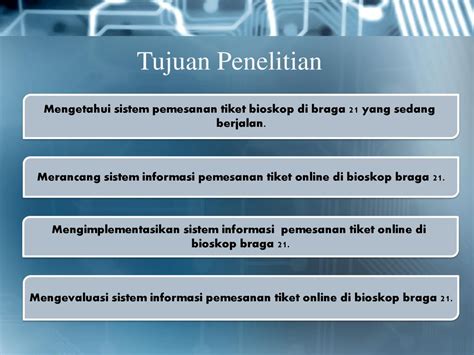 Tujuan Penelitian
Mengetahui sistem pemesanan tiket bioskop di braga 21 yang sedang
berjalan.
Merancang sistem informasi pemesanan tiket online di bioskop braga 21.
Mengimplementasikan sistem informasi pemesanan tiket online di
bioskop braga 21.
Mengevaluasi sistem informasi pemesanan tiket online di bioskop braga 21.